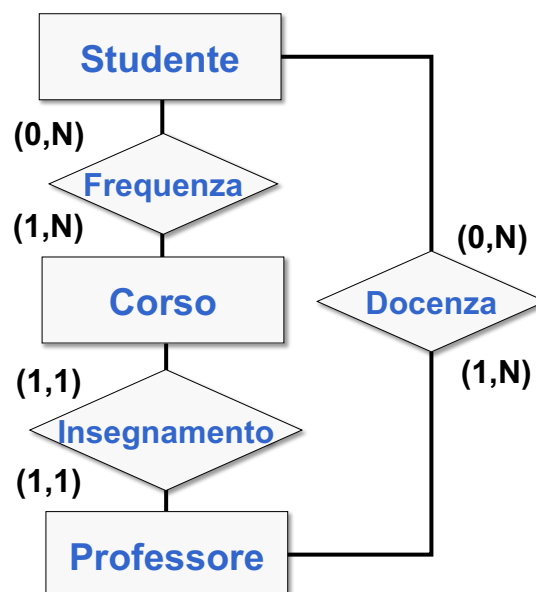 Studente
(0,N)
Frequenza
(1,N)
(0,N)
Corso
Docenza
(1,1)
(1,N)
Insegnamento
(1,1)
Professore